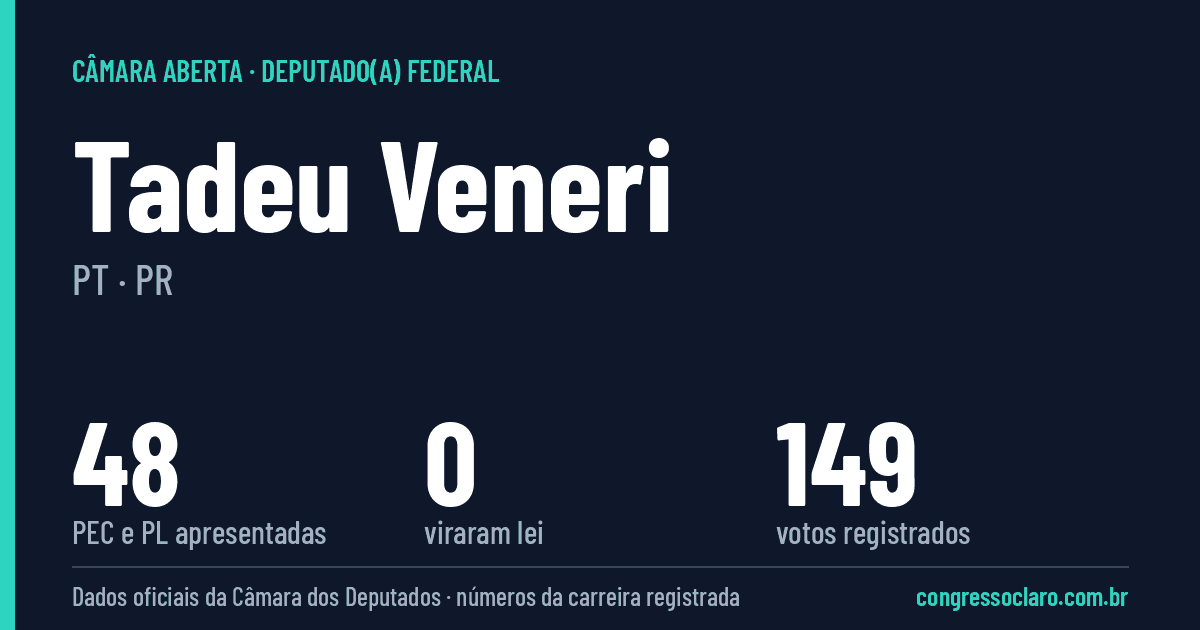 CÂMARA ABERTA · DEPUTADO(A) FEDERAL
Tadeu Veneri
PT · PR
48 0 149
PEC e PL apresentadas viraram lei votos registrados
Dados oficiais da Câmara dos Deputados · números da carreira registrada congressoclaro.com.br